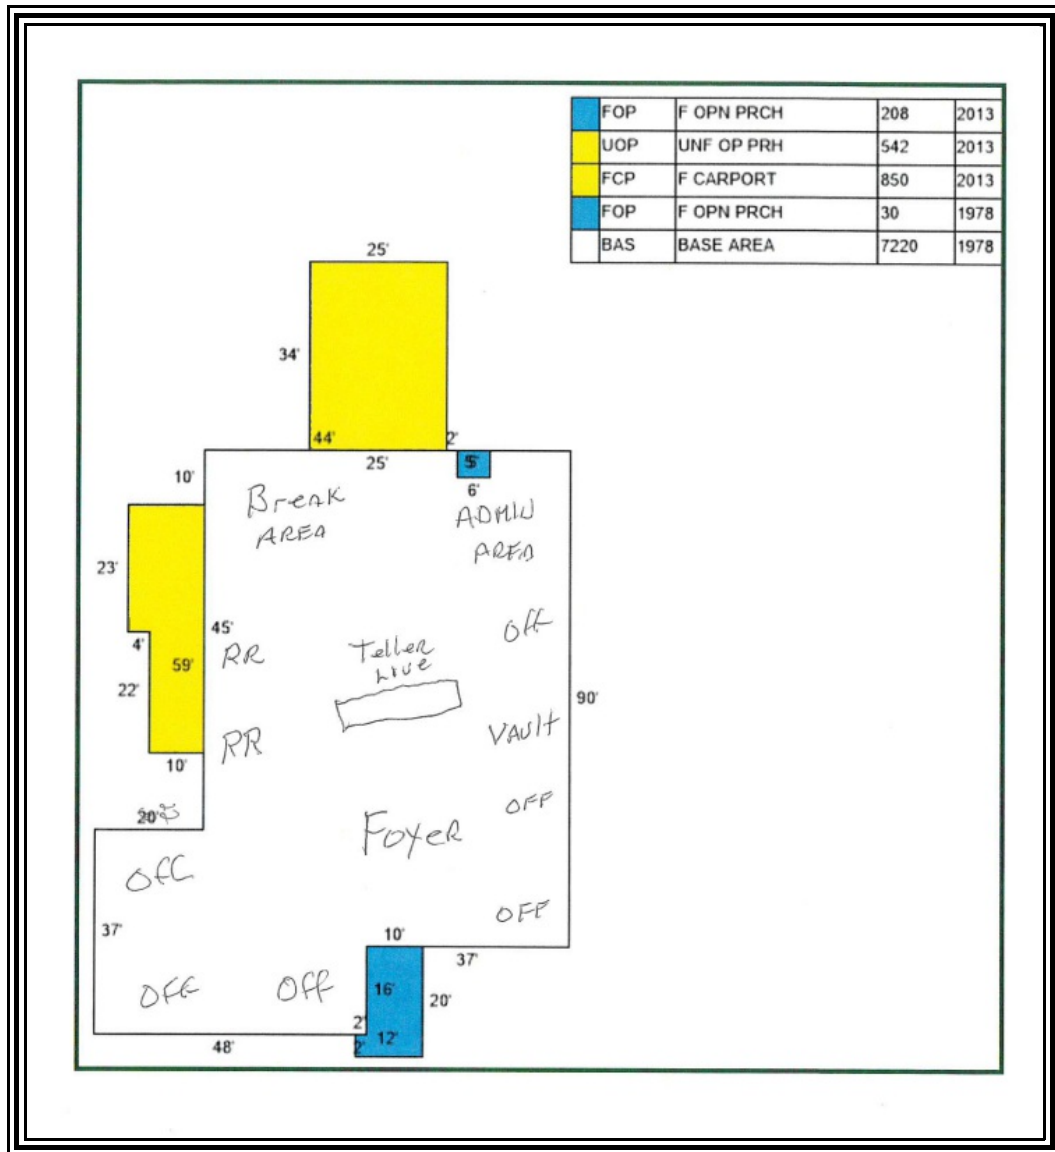 FOP F OPN PRCH 208 2013
UOP UNF OP PRH 542 2013
FCP F CARPORT 850 2013
FOP F OPN PRCH 30 1978
BAS BASE AREA 7220 1978
25'
34'
44' 2'
25'
6'
10'
Break
AREA
ADMIN
AREA
23'
45'
Off
4'
RR
Teller
Line
59'
22'
90'
Vault
RR
10'
OFF
20'
Foyer
Off
OFF
37'
10'
37'
OFF
Off
16'
20'
2'
12'
2'
48'